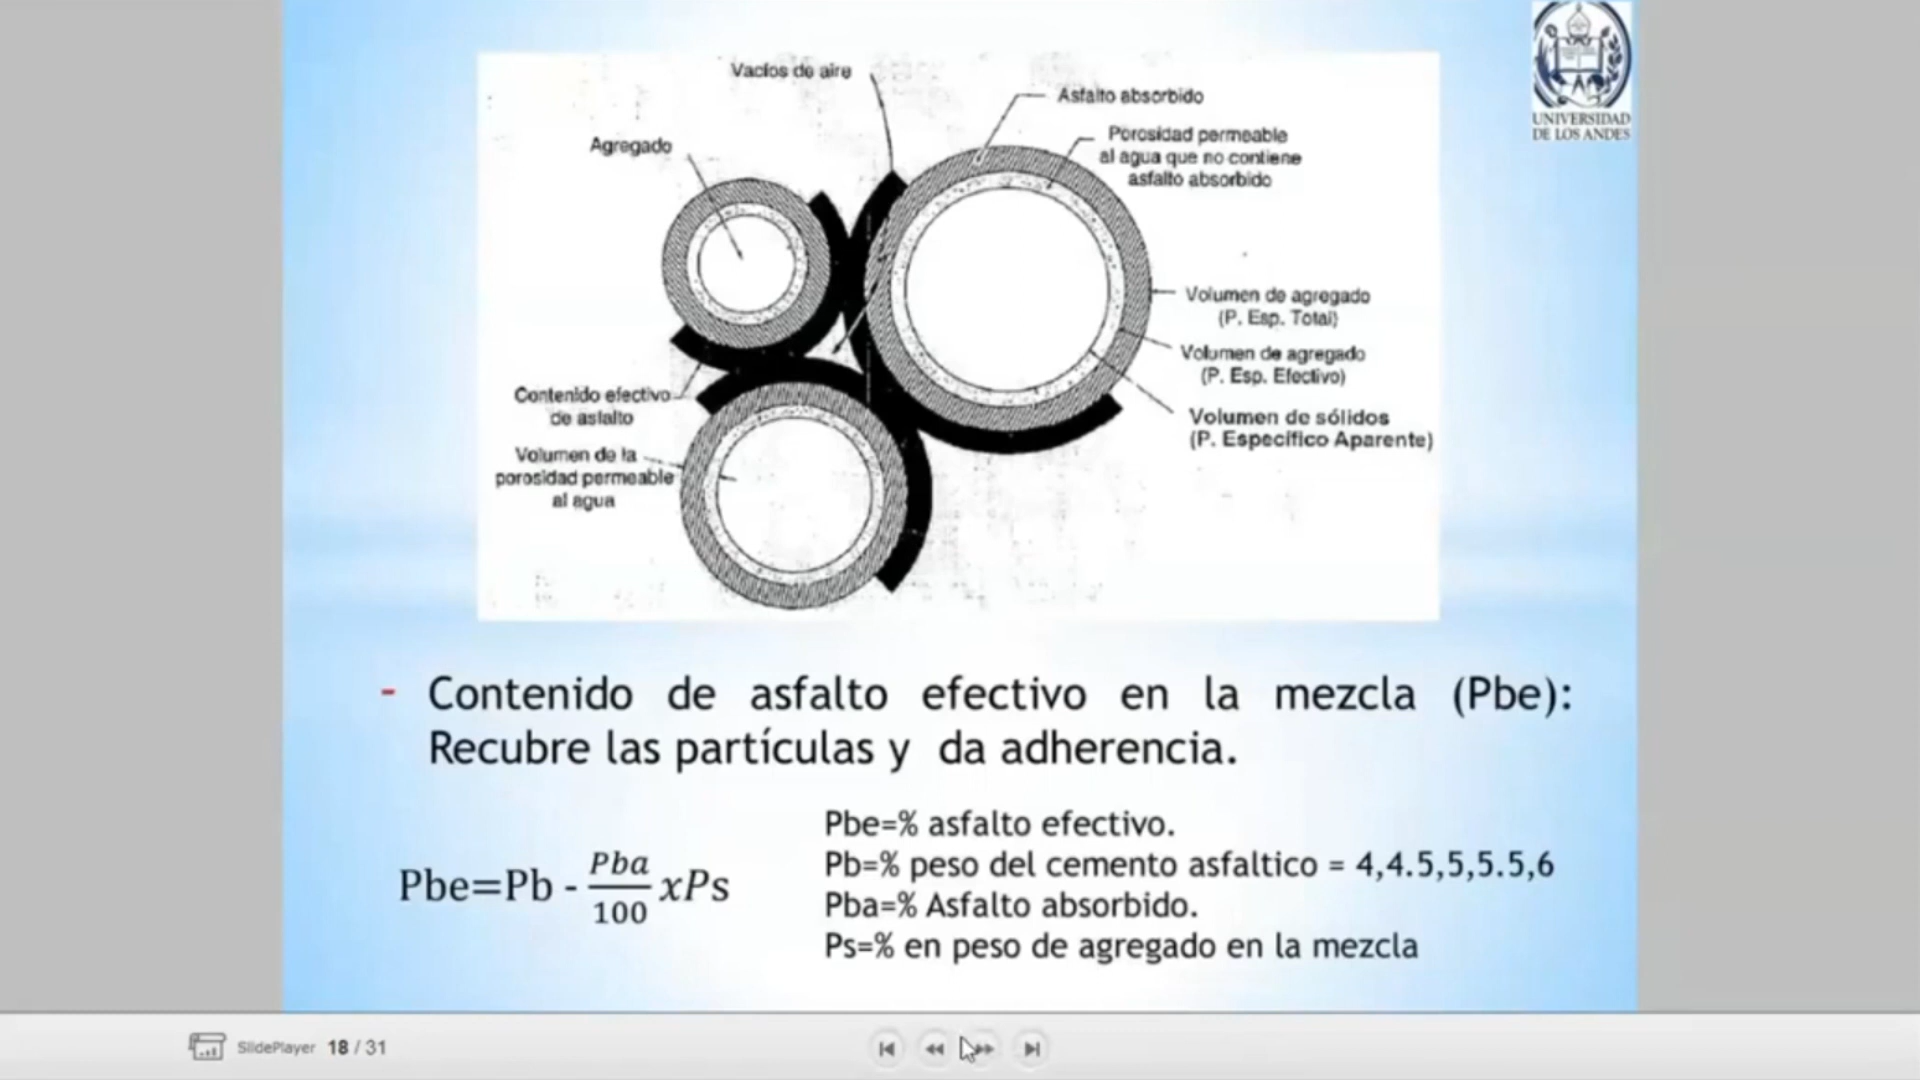 UNIVERSIDAD
DE LOS ANDES
Vacíos de aire
Agregado
Asfalto absorbido
Porosidad permeable
al agua que no contiene
asfalto absorbido
Volumen de agregado
(P. Esp. Total)
Volumen de agregado
(P. Esp. Efectivo)
Volumen de sólidos
(P. Específico Aparente)
Contenido efectivo
de asfalto
Volumen de la
porosidad permeable
al agua
- Contenido de asfalto efectivo en la mezcla (Pbe):
Recubre las partículas y da adherencia.
Pbe=Pb - Pba/100 xPs
Pbe=% asfalto efectivo.
Pb=% peso del cemento asfaltico = 4,4.5,5,5.5,6
Pba=% Asfalto absorbido.
Ps=% en peso de agregado en la mezcla
SlidePlayer 18 / 31